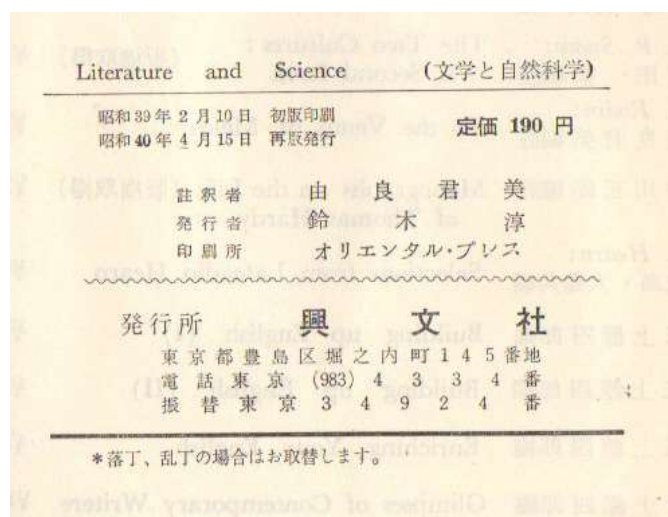 Literature and Science (文学と自然科学)
昭和39年2月10日 初版印刷
昭和40年4月15日 再版発行
定価 190 円
註釈者 由良君美
発行者 鈴木淳
印刷所 オリエンタル・プレス
発行所 興文社
東京都豊島区堀之内町145番地
電話東京 (983) 4334番
振替東京 34924番
*落丁、乱丁の場合はお取替します。